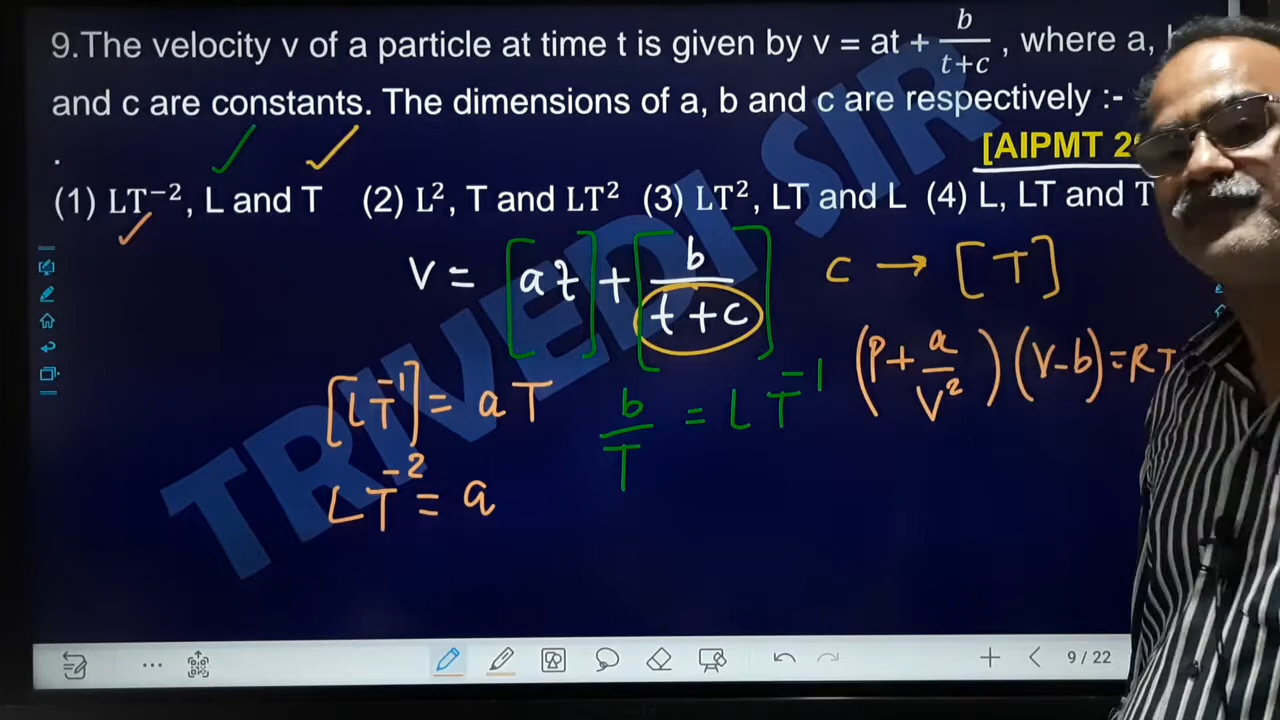 9.The velocity v of a particle at time t is given by v = at + b/(t+c) , where a,
and c are constants. The dimensions of a, b and c are respectively :-
.
[AIPMT
(1) LT⁻², L and T (2) L², T and LT² (3) LT², LT and L (4) L, LT and T
V = [at] + [b/(t+c)]
c → [T]
[LT⁻¹] = aT
b/T = LT⁻¹
(P + a/V²)(V-b)=RT
LT⁻² = a
TRIVEDI SIR
9 / 22